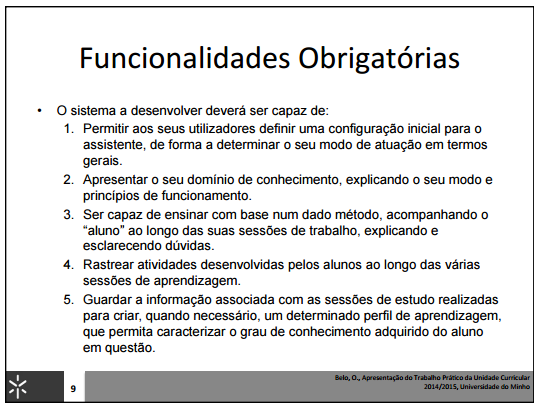 Funcionalidades Obrigatórias
• O sistema a desenvolver deverá ser capaz de:
1. Permitir aos seus utilizadores definir uma configuração inicial para o
assistente, de forma a determinar o seu modo de atuação em termos
gerais.
2. Apresentar o seu domínio de conhecimento, explicando o seu modo e
princípios de funcionamento.
3. Ser capaz de ensinar com base num dado método, acompanhando o
“aluno” ao longo das suas sessões de trabalho, explicando e
esclarecendo dúvidas.
4. Rastrear atividades desenvolvidas pelos alunos ao longo das várias
sessões de aprendizagem.
5. Guardar a informação associada com as sessões de estudo realizadas
para criar, quando necessário, um determinado perfil de aprendizagem,
que permita caracterizar o grau de conhecimento adquirido do aluno
em questão.
9
Belo, O., Apresentação do Trabalho Prático da Unidade Curricular
2014/2015, Universidade do Minho